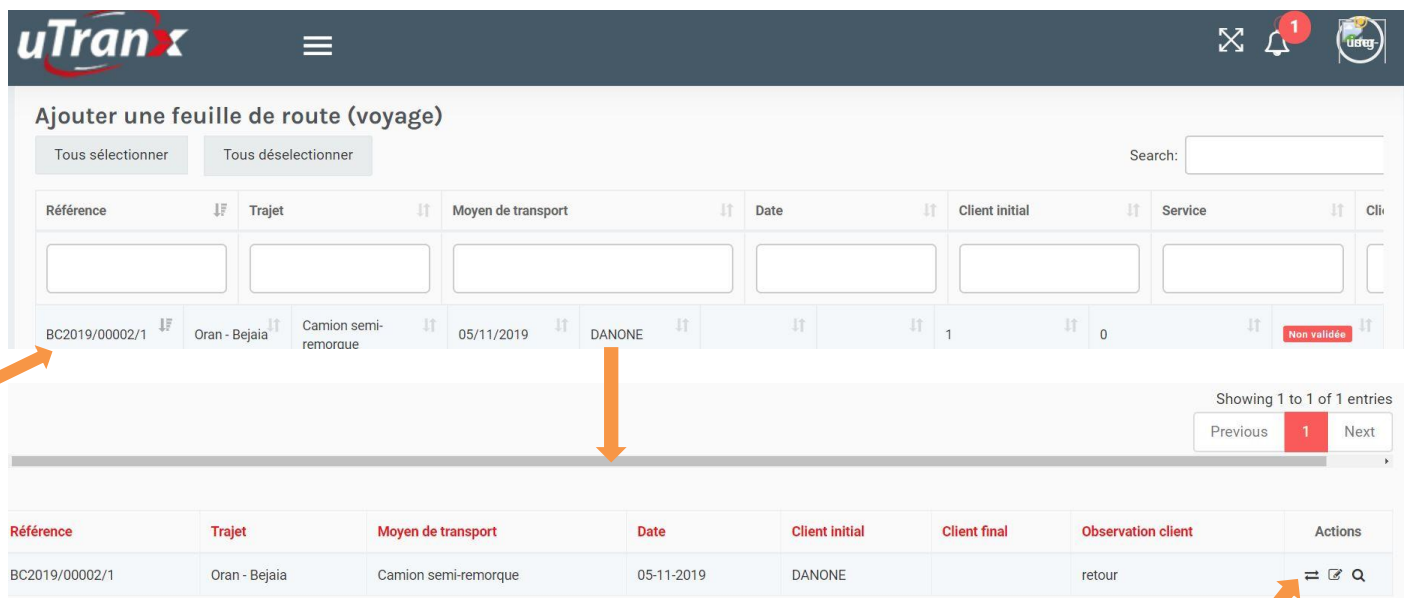 uTranx
1
Ajouter une feuille de route (voyage)
Tous sélectionner Tous déselectionner Search:
Référence Trajet Moyen de transport Date Client initial Service Clie
BC2019/00002/1 Oran - Bejaia Camion semi-remorque 05/11/2019 DANONE 1 0 Non validée
Showing 1 to 1 of 1 entries
Previous 1 Next
Référence Trajet Moyen de transport Date Client initial Client final Observation client Actions
BC2019/00002/1 Oran - Bejaia Camion semi-remorque 05-11-2019 DANONE retour